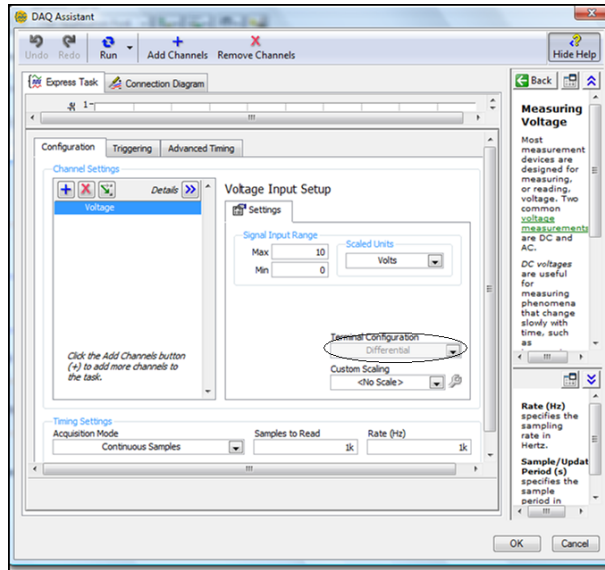 DAQ Assistant
Undo Redo Run Add Channels Remove Channels Hide Help
Express Task Connection Diagram
1-
Configuration Triggering Advanced Timing
Channel Settings
Details
Voltage
Click the Add Channels button
(+) to add more channels to
the task.
Voltage Input Setup
Settings
Signal Input Range
Max 10
Min 0
Scaled Units
Volts
Terminal Configuration
Differential
Custom Scaling
<No Scale>
Timing Settings
Acquisition Mode Samples to Read Rate (Hz)
Continuous Samples 1k 1k
Back
Measuring
Voltage
Most
measurement
devices are
designed for
measuring,
or reading,
voltage. Two
common
voltage
measurements
are DC and
AC.
DC voltages
are useful
for
measuring
phenomena
that change
slowly with
time, such
as
Rate (Hz)
specifies the
sampling
rate in
Hertz.
Sample/Updat
Period (s)
specifies the
sample
period in
OK Cancel